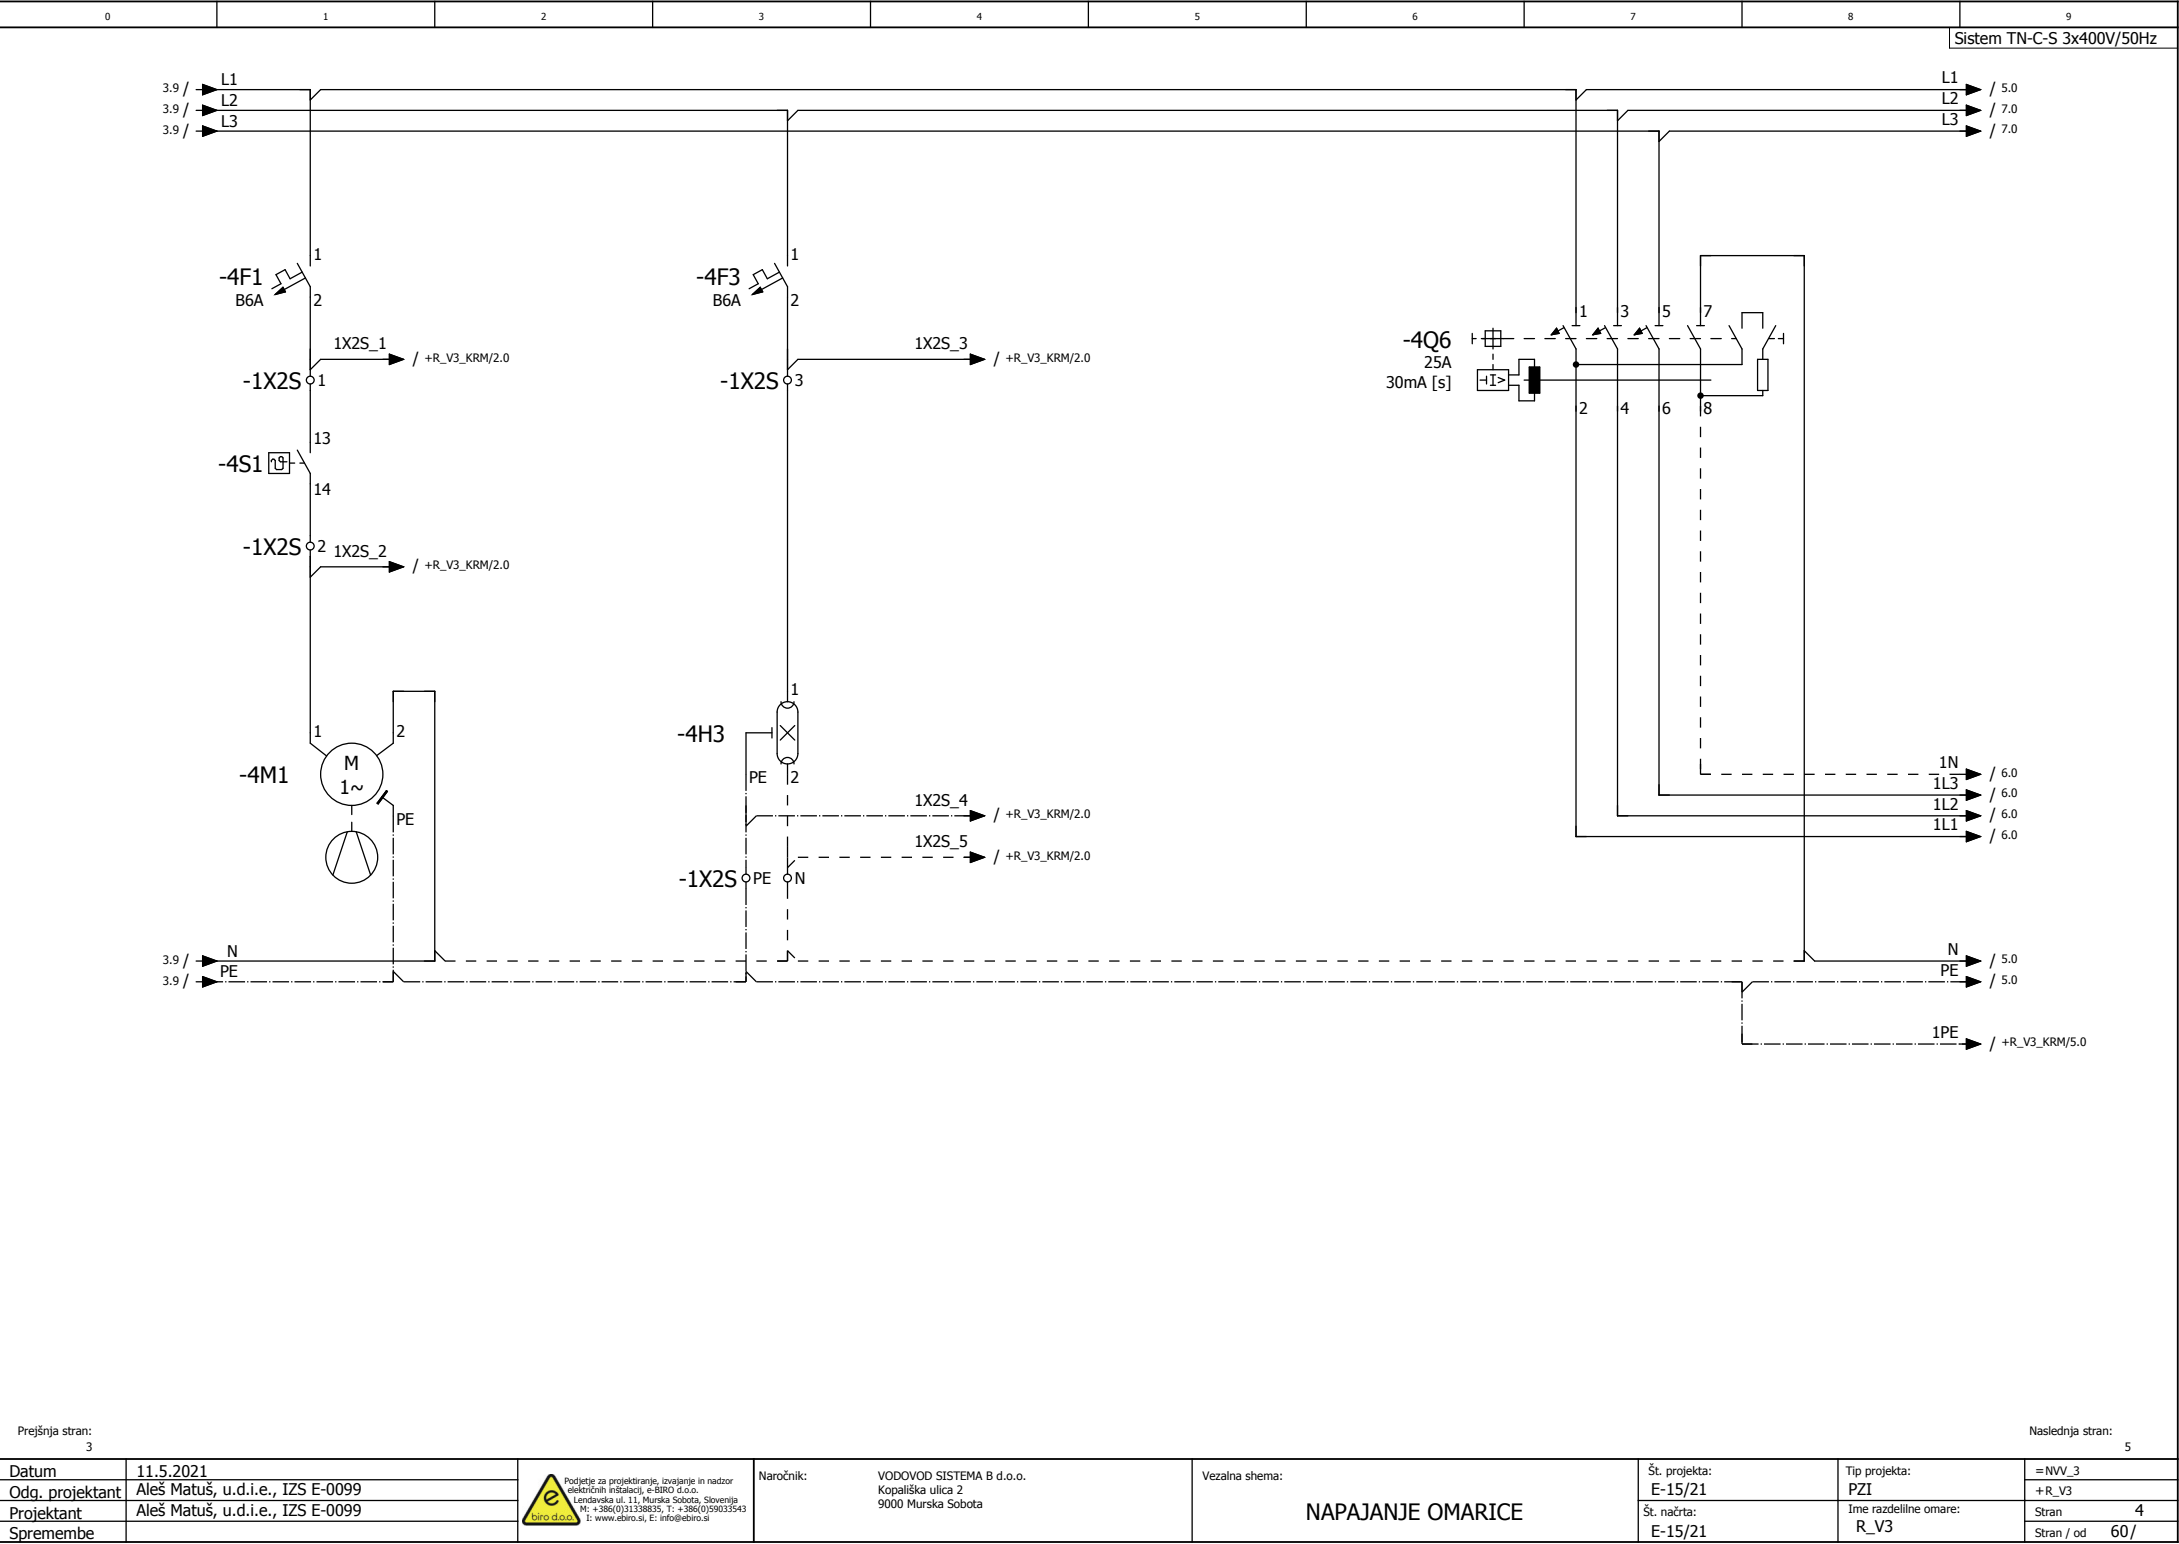 0 1 2 3 4 5 6 7 8 9
Sistem TN-C-S 3x400V/50Hz
3.9 / L1 L1 / 5.0
3.9 / L2 L2 / 7.0
3.9 / L3 L3 / 7.0
1 1
-4F1 -4F3
B6A B6A
2 2
1 3 5 7
-4Q6
25A
30mA [s]
I>
2 4 6 8
1X2S_1 / +R_V3_KRM/2.0
1X2S_3 / +R_V3_KRM/2.0
-1X2S 1
-1X2S 3
13
-4S1 ϑ
14
-1X2S 2
1X2S_2 / +R_V3_KRM/2.0
1
-4H3
PE 2
1 2
-4M1
M
1~
PE
1X2S_4 / +R_V3_KRM/2.0
1X2S_5 / +R_V3_KRM/2.0
-1X2S PE N
1N / 6.0
1L3 / 6.0
1L2 / 6.0
1L1 / 6.0
3.9 / N N / 5.0
3.9 / PE PE / 5.0
1PE / +R_V3_KRM/5.0
Prejšnja stran:
3
Naslednja stran:
5
Datum 11.5.2021
Odg. projektant Aleš Matuš, u.d.i.e., IZS E-0099
Projektant Aleš Matuš, u.d.i.e., IZS E-0099
Spremembe
e
biro d.o.o.
Podjetje za projektiranje, izvajanje in nadzor
električnih inštalacij, e-BIRO d.o.o.
Lendavska ul. 11, Murska Sobota, Slovenija
M: +386(0)31338835, T: +386(0)59033543
I: www.ebiro.si, E: info@ebiro.si
Naročnik:
VODOVOD SISTEMA B d.o.o.
Kopališka ulica 2
9000 Murska Sobota
Vezalna shema:
NAPAJANJE OMARICE
Št. projekta:
E-15/21
Št. načrta:
E-15/21
Tip projekta:
PZI
Ime razdelilne omare:
R_V3
=NVV_3
+R_V3
Stran 4
Stran / od 60/